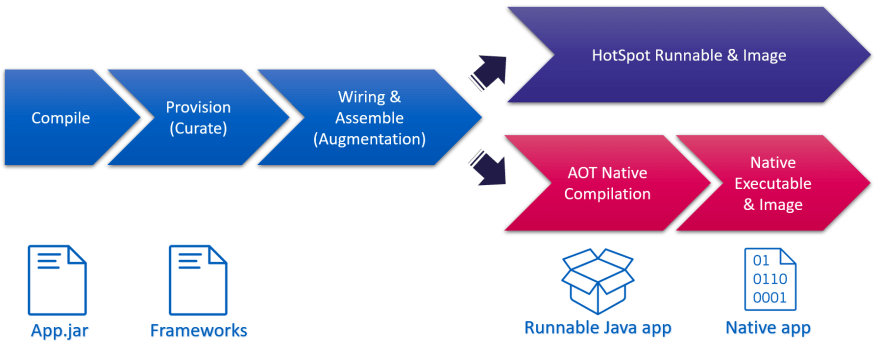 HotSpot Runnable & Image
Compile
Provision
(Curate)
Wiring &
Assemble
(Augmentation)
AOT Native
Compilation
Native
Executable
& Image
App.jar
Frameworks
Runnable Java app
01
0110
0001
Native app